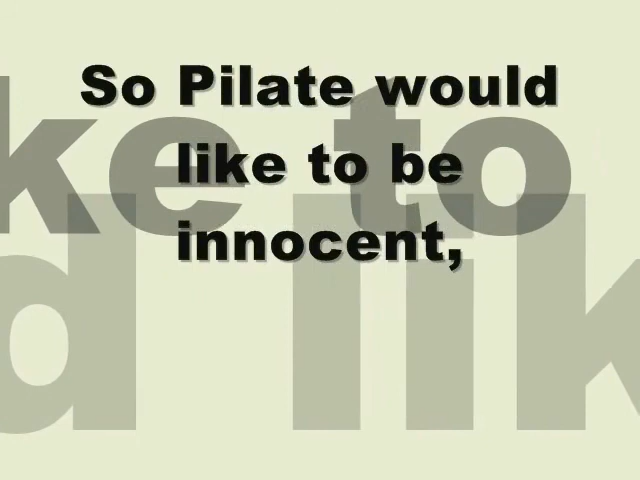 So Pilate would
like to be
innocent,
ke to
d lik